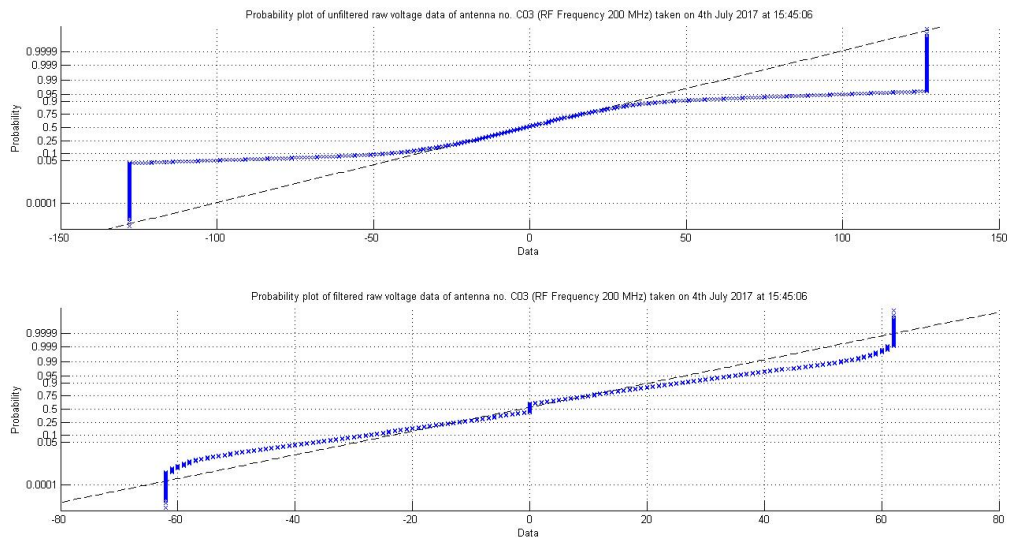 Probability plot of unfiltered raw voltage data of antenna no. C03 (RF Frequency 200 MHz) taken on 4th July 2017 at 15:45:06
0.9999
0.999
0.99
0.95
0.9
0.75
0.5
0.25
0.1
0.05
0.0001
Probability
-150 -100 -50 0 50 100 150
Data
Probability plot of filtered raw voltage data of antenna no. C03 (RF Frequency 200 MHz) taken on 4th July 2017 at 15:45:06
0.9999
0.999
0.99
0.95
0.9
0.75
0.5
0.25
0.1
0.05
0.0001
Probability
-80 -60 -40 -20 0 20 40 60 80
Data